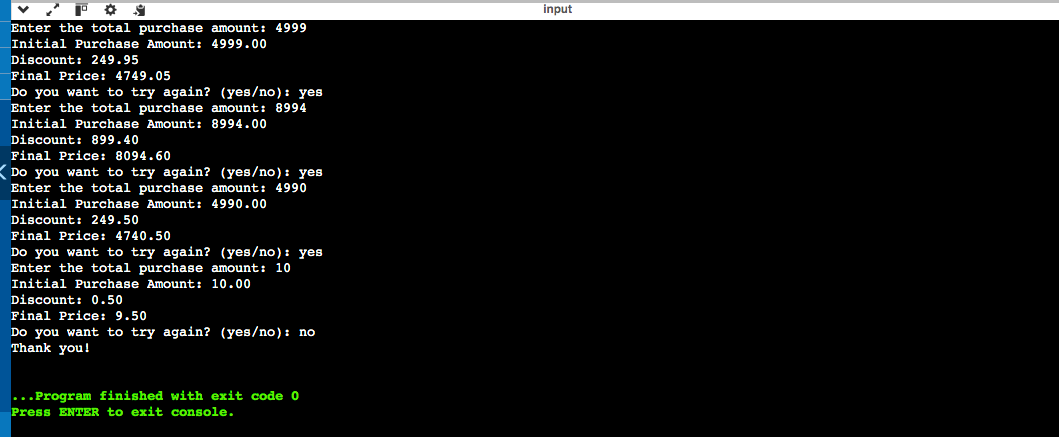 input
Enter the total purchase amount: 4999
Initial Purchase Amount: 4999.00
Discount: 249.95
Final Price: 4749.05
Do you want to try again? (yes/no): yes
Enter the total purchase amount: 8994
Initial Purchase Amount: 8994.00
Discount: 899.40
Final Price: 8094.60
Do you want to try again? (yes/no): yes
Enter the total purchase amount: 4990
Initial Purchase Amount: 4990.00
Discount: 249.50
Final Price: 4740.50
Do you want to try again? (yes/no): yes
Enter the total purchase amount: 10
Initial Purchase Amount: 10.00
Discount: 0.50
Final Price: 9.50
Do you want to try again? (yes/no): no
Thank you!
...Program finished with exit code 0
Press ENTER to exit console.